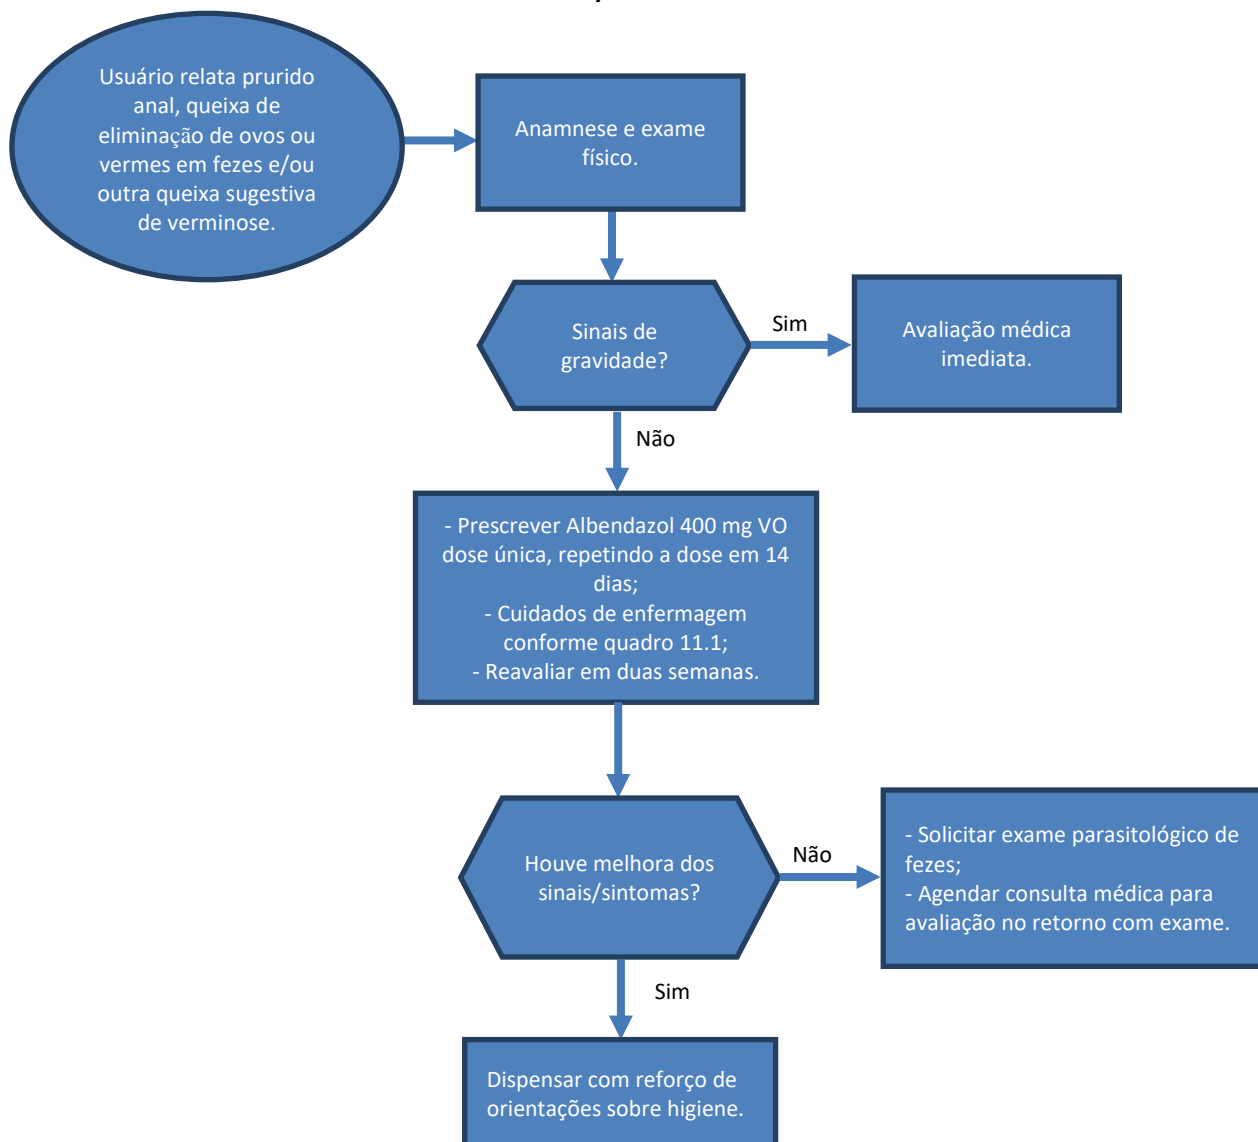 Usuário relata prurido
anal, queixa de
eliminação de ovos ou
vermes em fezes e/ou
outra queixa sugestiva
de verminose.
Anamnese e exame
físico.
Sinais de
gravidade?
Sim
Avaliação médica
imediata.
Não
- Prescrever Albendazol 400 mg VO
dose única, repetindo a dose em 14
dias;
- Cuidados de enfermagem
conforme quadro 11.1;
- Reavaliar em duas semanas.
Houve melhora dos
sinais/sintomas?
Não
- Solicitar exame parasitológico de
fezes;
- Agendar consulta médica para
avaliação no retorno com exame.
Sim
Dispensar com reforço de
orientações sobre higiene.